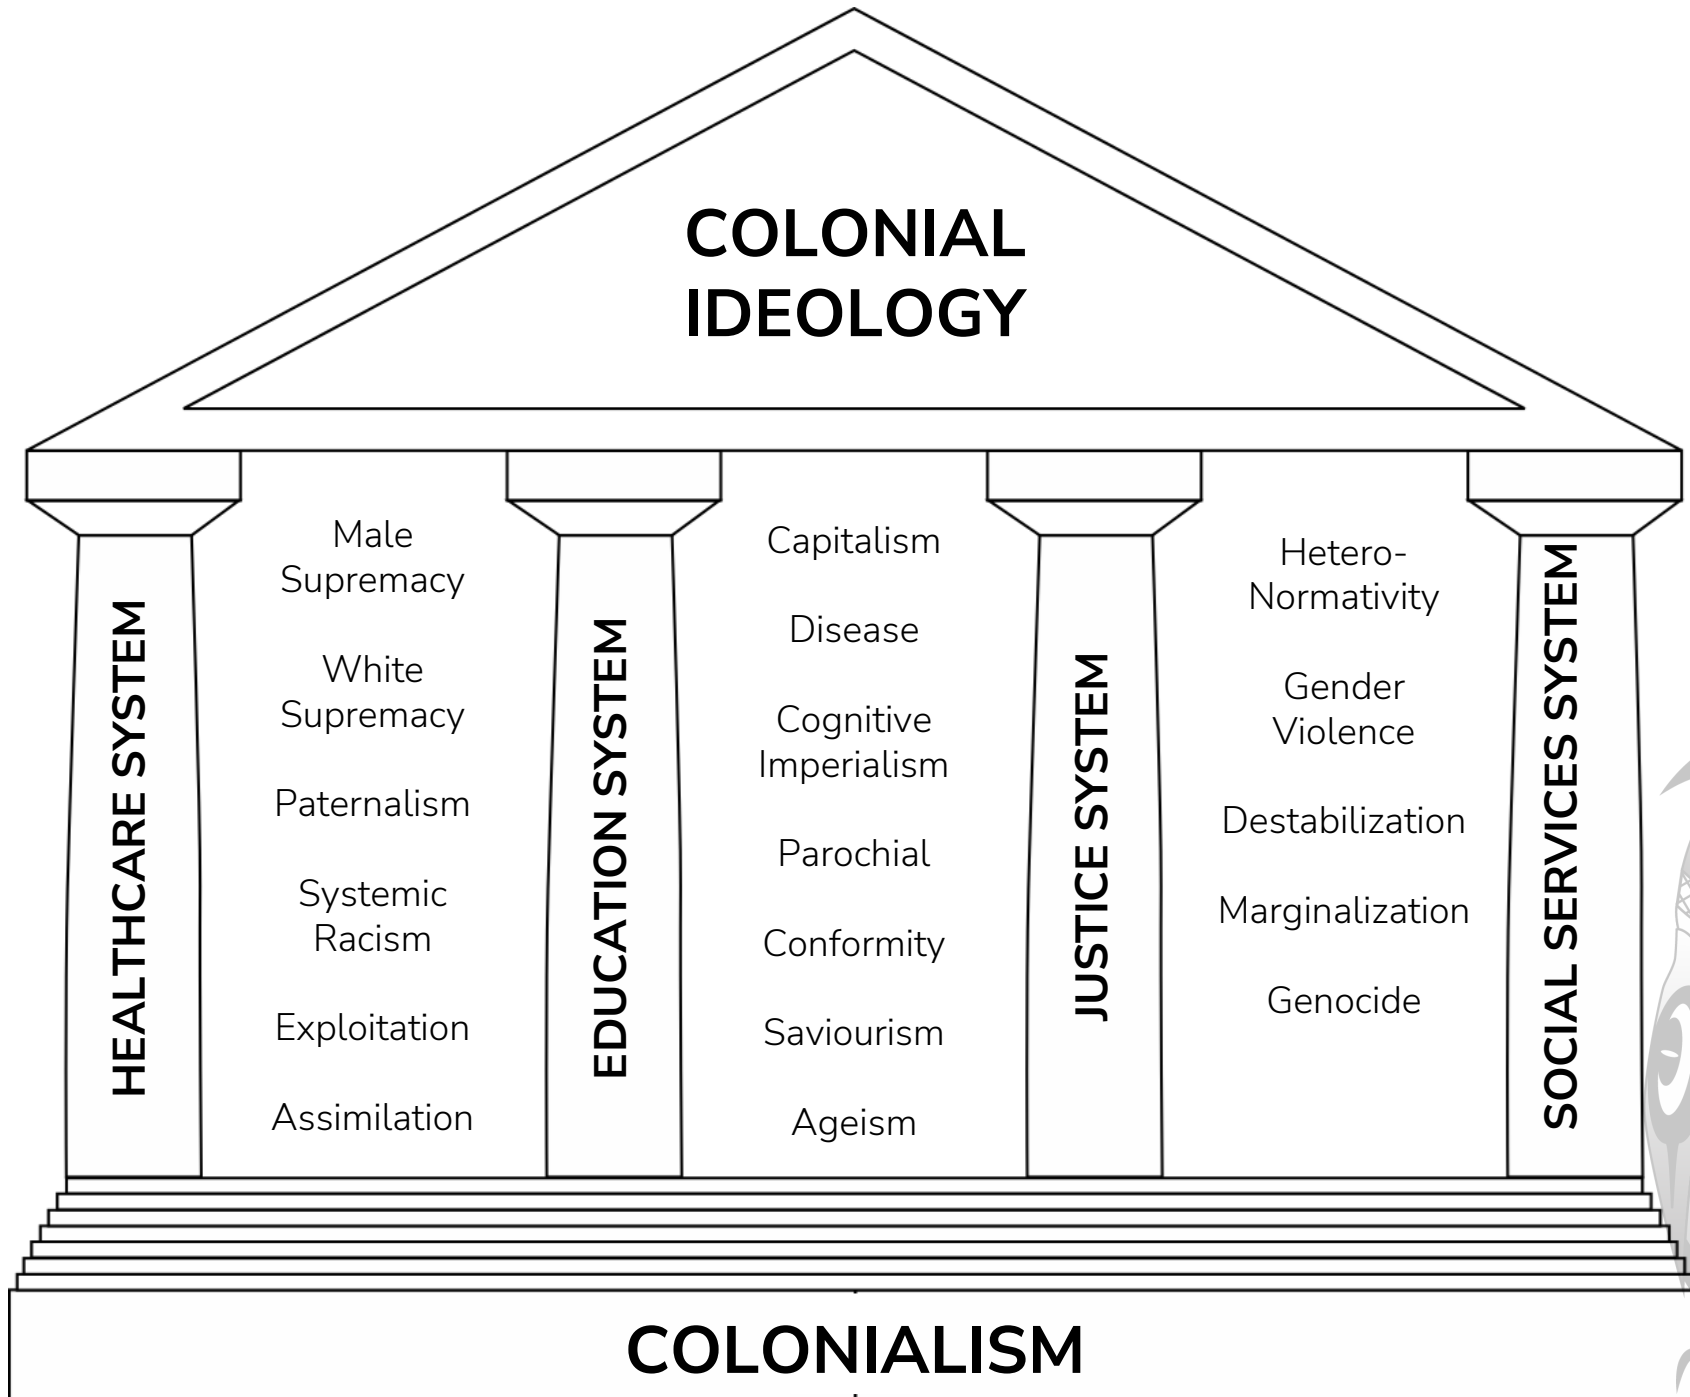 COLONIAL
IDEOLOGY
HEALTHCARE SYSTEM
Male
Supremacy
White
Supremacy
Paternalism
Systemic
Racism
Exploitation
Assimilation
EDUCATION SYSTEM
Capitalism
Disease
Cognitive
Imperialism
Parochial
Conformity
Saviourism
Ageism
JUSTICE SYSTEM
Hetero-
Normativity
Gender
Violence
Destabilization
Marginalization
Genocide
SOCIAL SERVICES SYSTEM
COLONIALISM